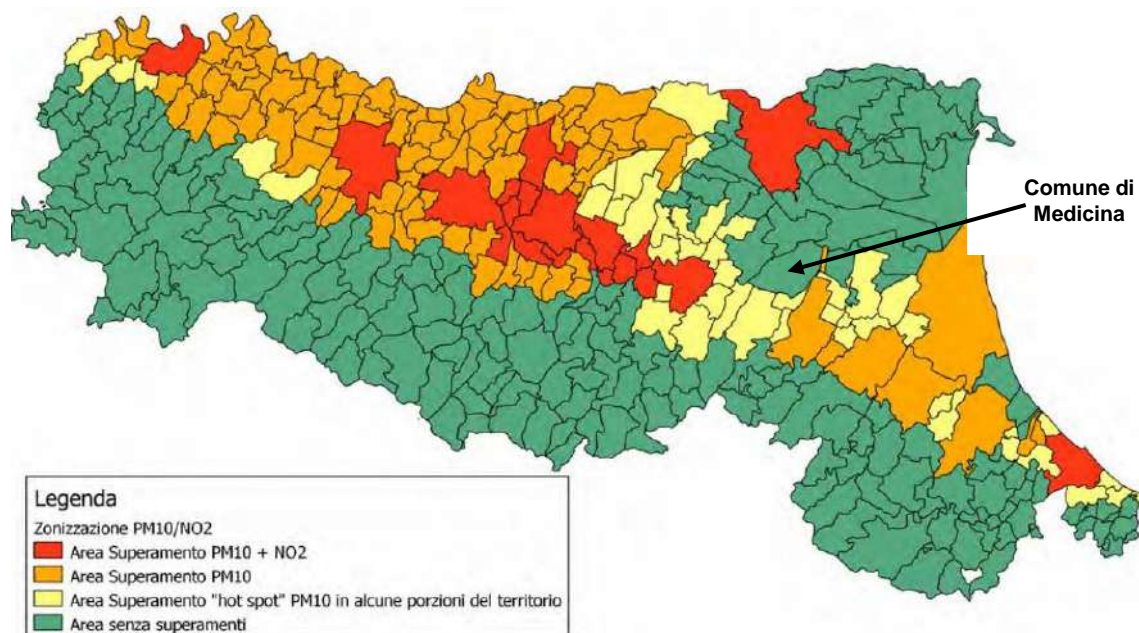 Comune di
Medicina
Legenda
Zonizzazione PM10/NO2
Area Superamento PM10 + NO2
Area Superamento PM10
Area Superamento "hot spot" PM10 in alcune porzioni del territorio
Area senza superamenti